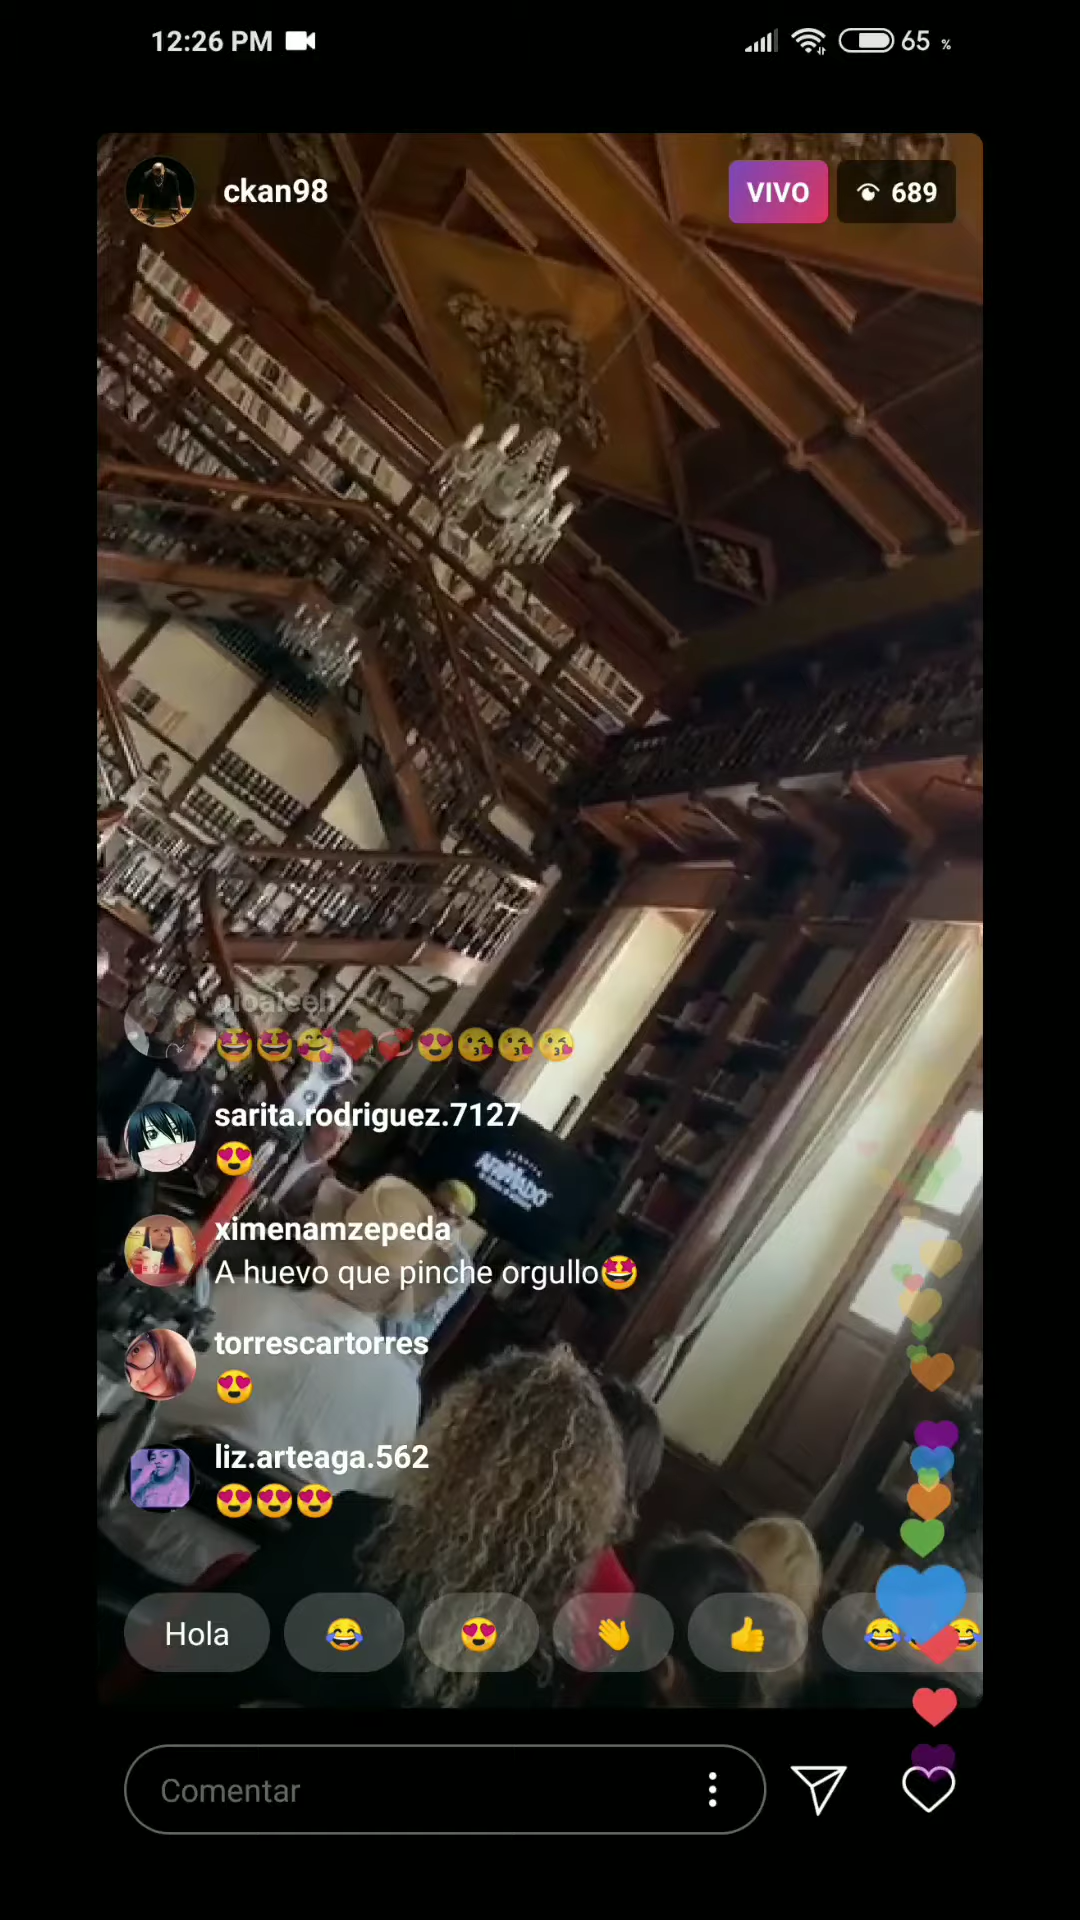 12:26 PM
65 %
ckan98
VIVO
689
sarita.rodriguez.7127
😍
ximenamzepeda
A huevo que pinche orgullo🤩
torrescartorres
😍
liz.arteaga.562
😍😍😍
Hola
Comentar